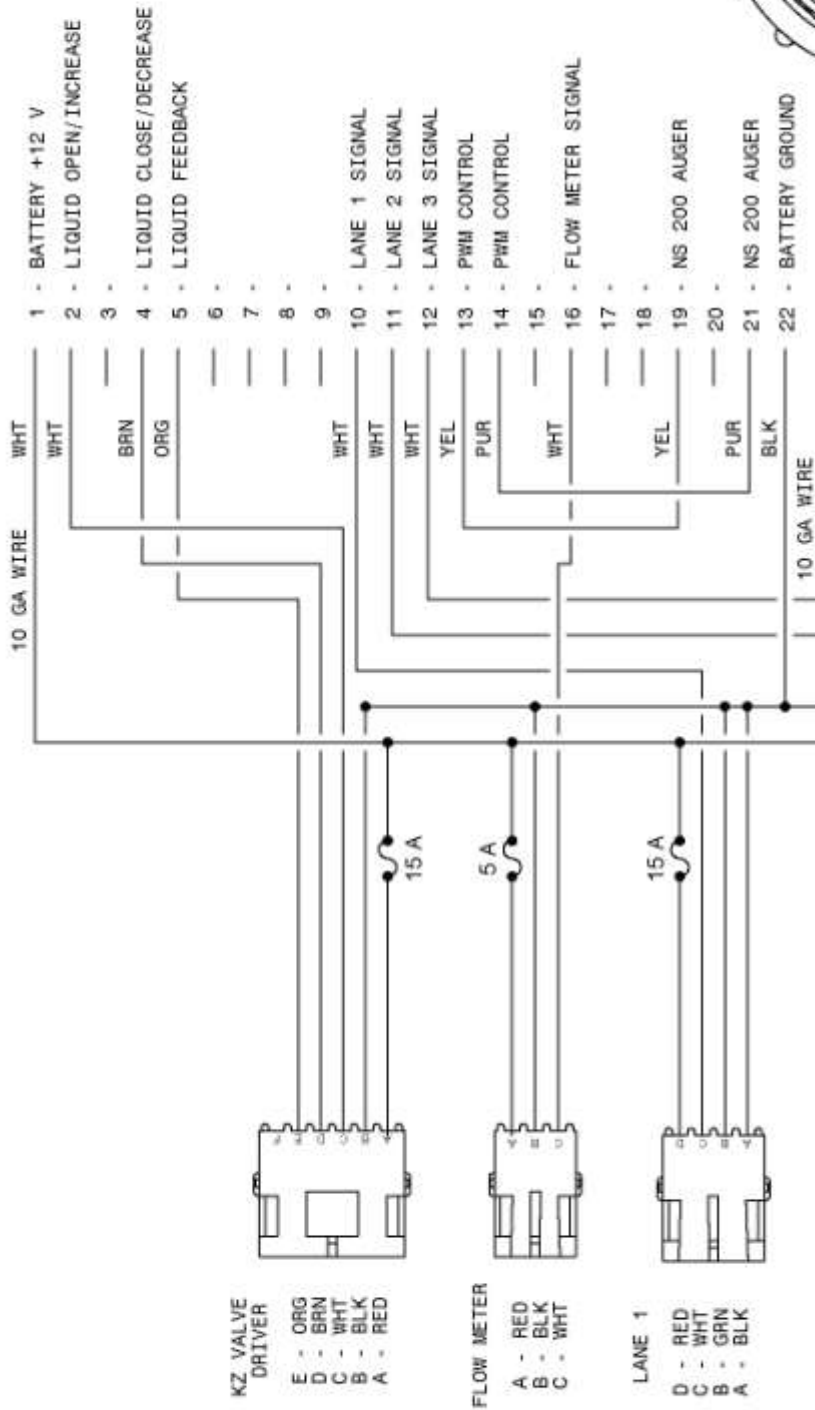 1 - BATTERY +12 V
2 - LIQUID OPEN/INCREASE
3 -
4 - LIQUID CLOSE/DECREASE
5 - LIQUID FEEDBACK
6 -
7 -
8 -
9 -
10 - LANE 1 SIGNAL
11 - LANE 2 SIGNAL
12 - LANE 3 SIGNAL
13 - PWM CONTROL
14 - PWM CONTROL
15 -
16 - FLOW METER SIGNAL
17 -
18 -
19 - NS 200 AUGER
20 -
21 - NS 200 AUGER
22 - BATTERY GROUND
10 GA WIRE
WHT
WHT
BRN
ORG
WHT
WHT
WHT
YEL
PUR
WHT
YEL
PUR
BLK
10 GA WIRE
15 A
5 A
15 A
F
E
D
C
B
A
A
B
C
D
C
B
A
KZ VALVE
DRIVER
E - ORG
D - BRN
C - WHT
B - BLK
A - RED
FLOW METER
A - RED
B - BLK
C - WHT
LANE 1
D - RED
C - WHT
B - GRN
A - BLK